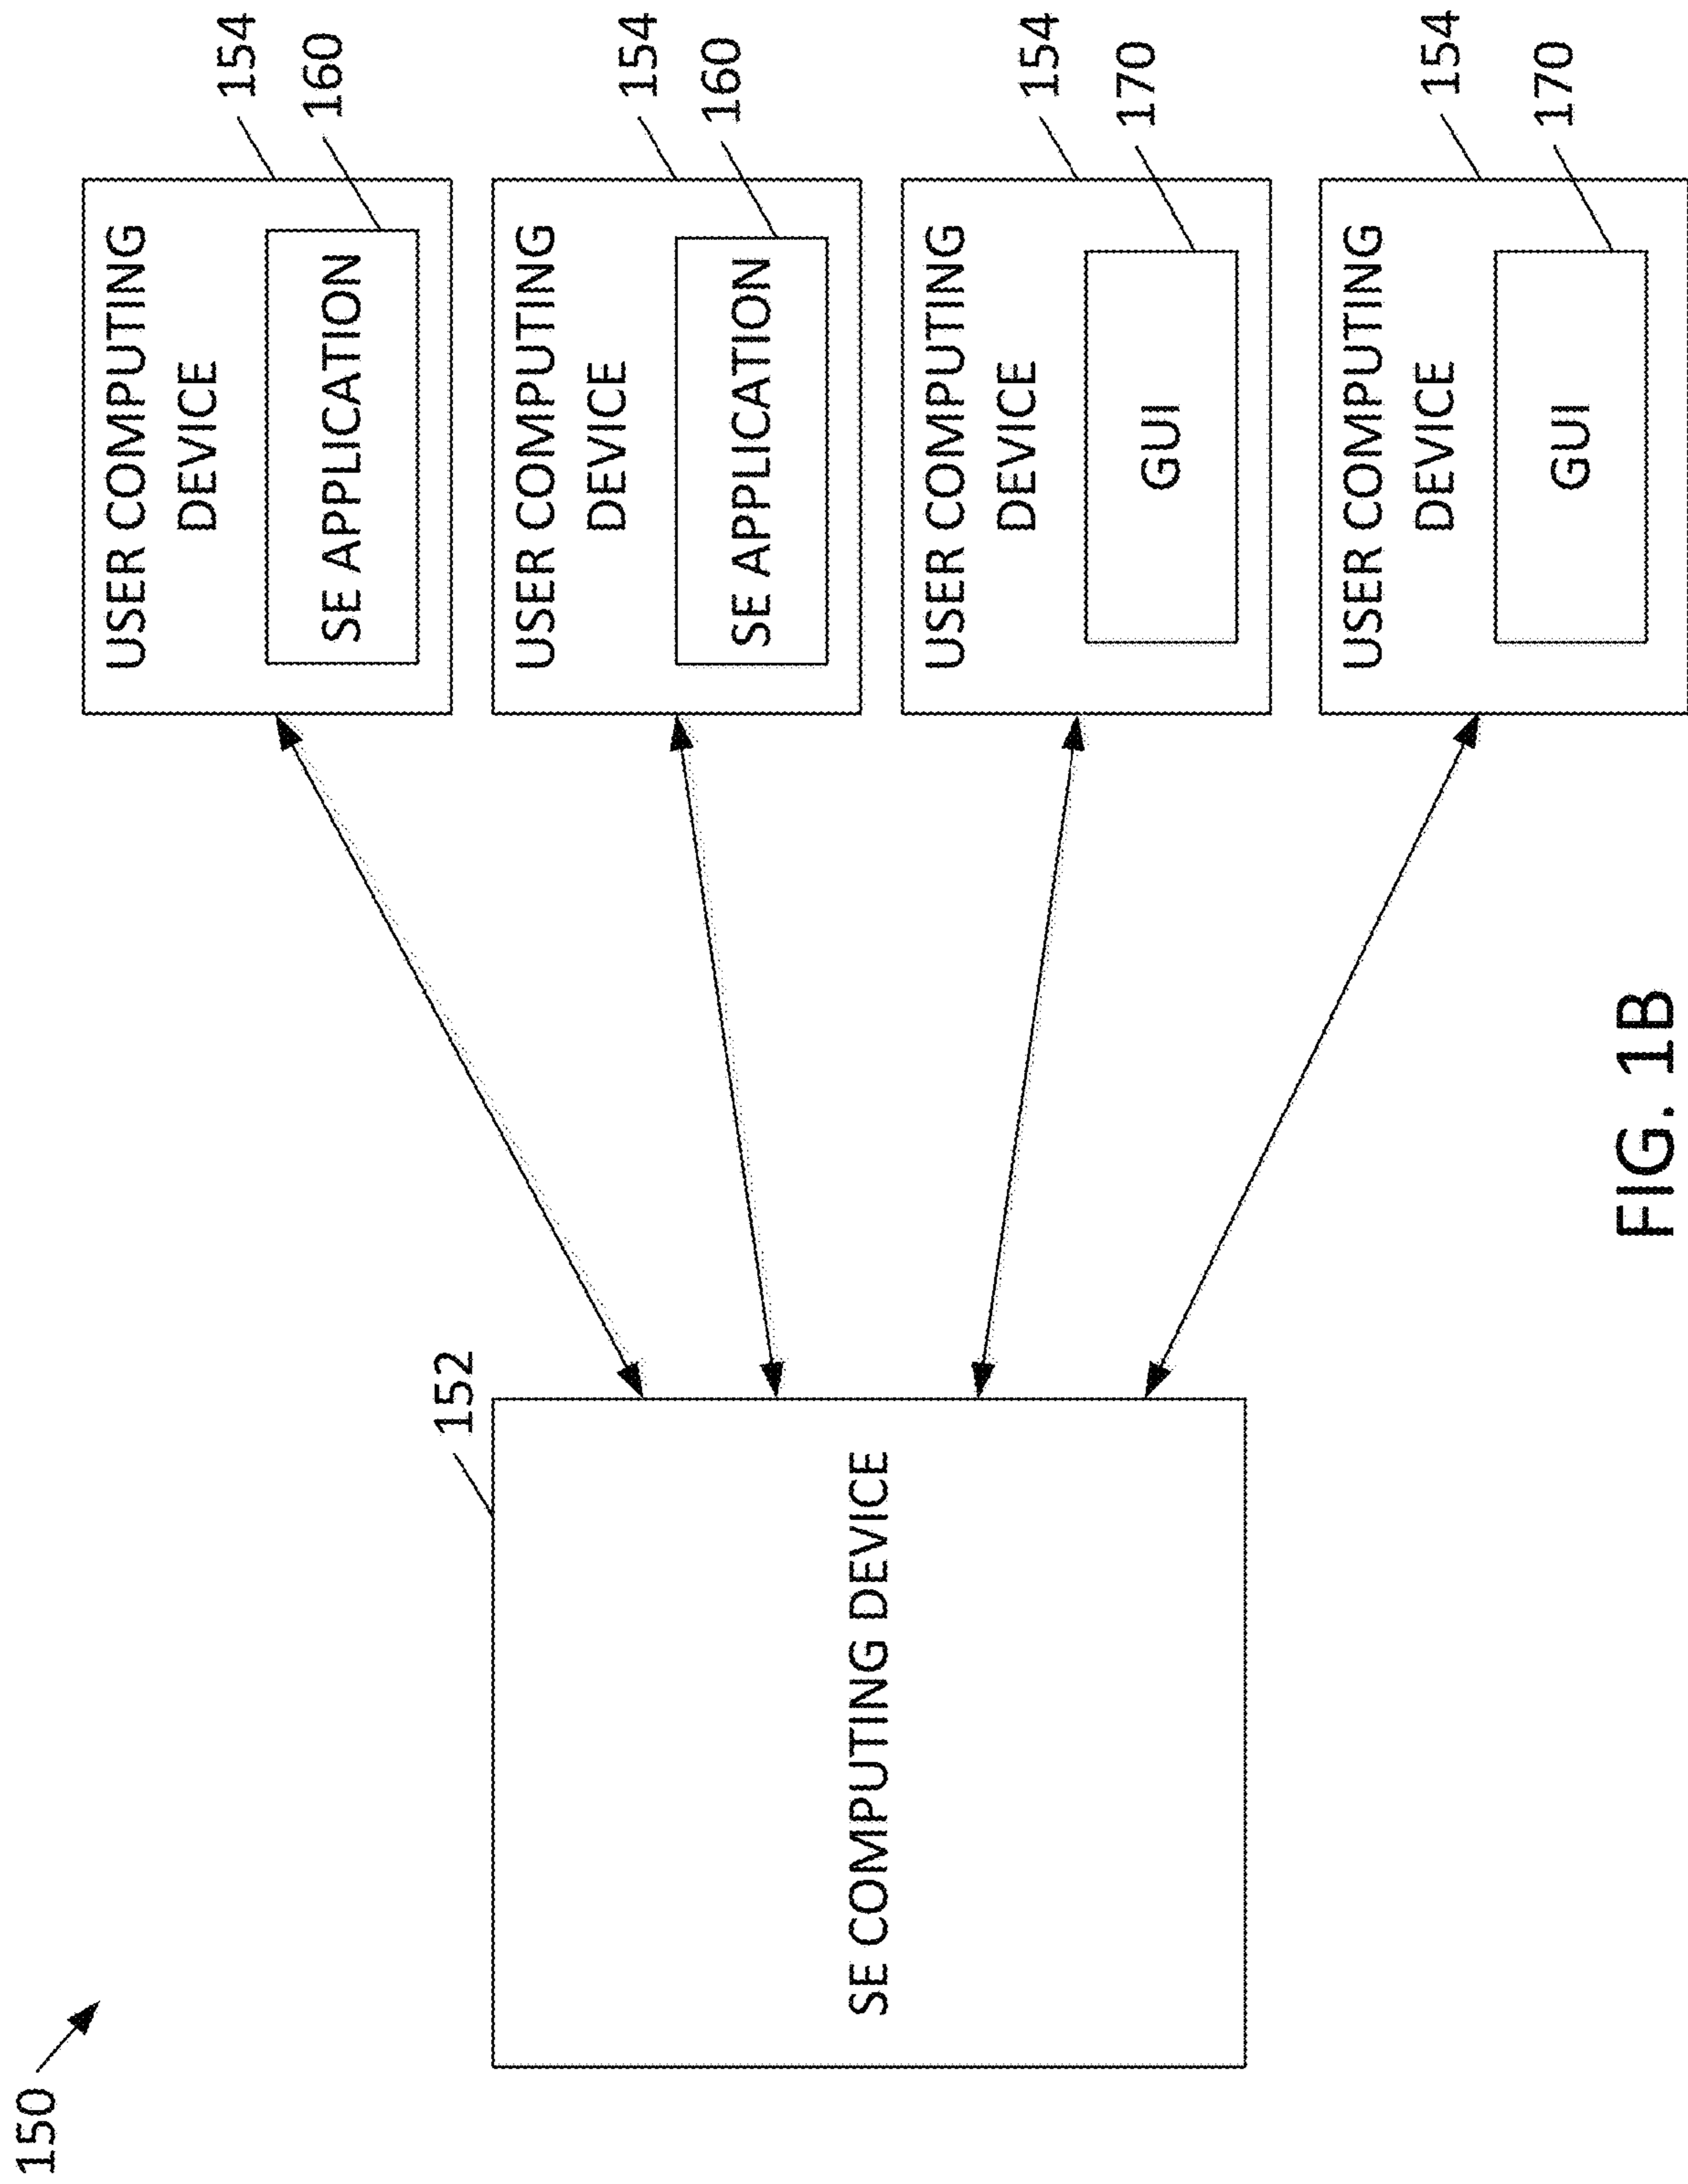 150
USER COMPUTING
DEVICE
154
SE APPLICATION
160
152
SE COMPUTING DEVICE
USER COMPUTING
DEVICE
154
SE APPLICATION
160
USER COMPUTING
DEVICE
154
GUI
170
USER COMPUTING
DEVICE
154
GUI
170
FIG. 1B